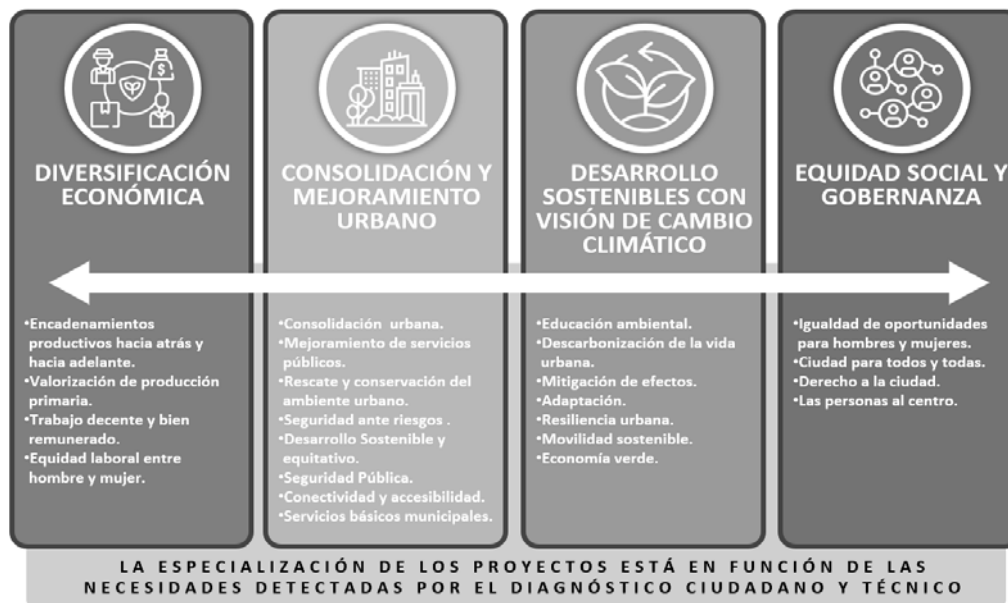 DIVERSIFICACIÓN
ECONÓMICA
•Encadenamientos
productivos hacia atrás y
hacia adelante.
•Valorización de producción
primaria.
•Trabajo decente y bien
remunerado.
•Equidad laboral entre
hombre y mujer.
CONSOLIDACIÓN Y
MEJORAMIENTO
URBANO
•Consolidación urbana.
•Mejoramiento de servicios
públicos.
•Rescate y conservación del
ambiente urbano.
•Seguridad ante riesgos .
•Desarrollo Sostenible y
equitativo.
•Seguridad Pública.
•Conectividad y accesibilidad.
•Servicios básicos municipales.
DESARROLLO
SOSTENIBLES CON
VISIÓN DE CAMBIO
CLIMÁTICO
•Educación ambiental.
•Descarbonización de la vida
urbana.
•Mitigación de efectos.
•Adaptación.
•Resiliencia urbana.
•Movilidad sostenible.
•Economía verde.
EQUIDAD SOCIAL Y
GOBERNANZA
•Igualdad de oportunidades
para hombres y mujeres.
•Ciudad para todos y todas.
•Derecho a la ciudad.
•Las personas al centro.
LA ESPECIALIZACIÓN DE LOS PROYECTOS ESTÁ EN FUNCIÓN DE LAS
NECESIDADES DETECTADAS POR EL DIAGNÓSTICO CIUDADANO Y TÉCNICO